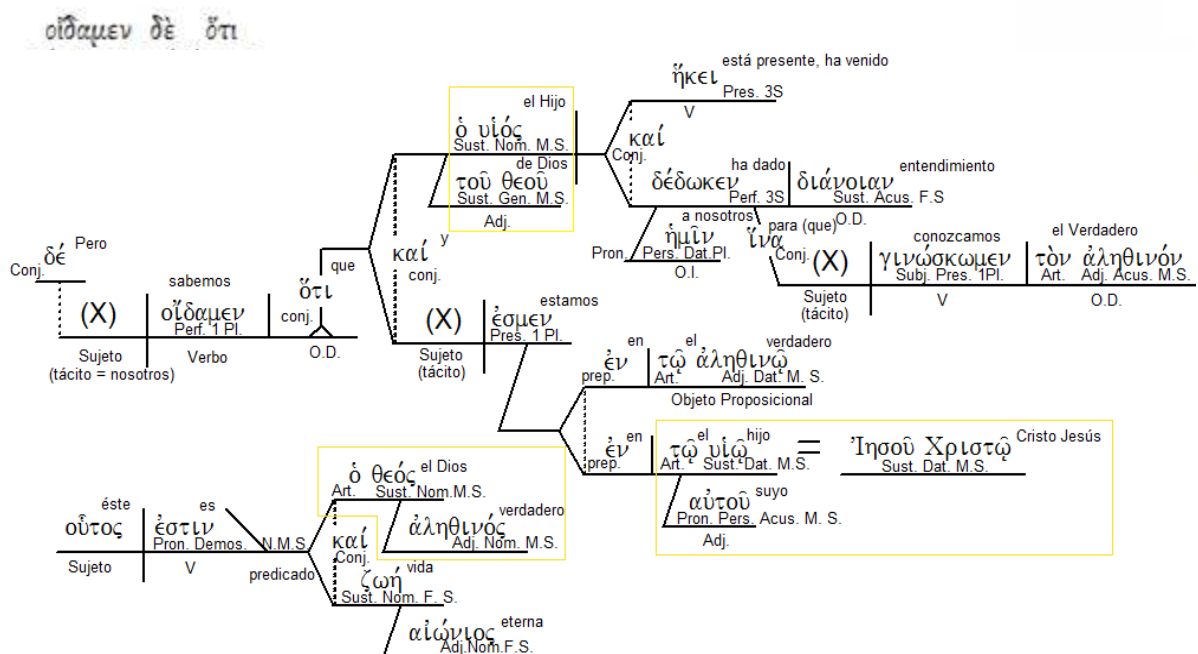 οἴδαμεν δὲ ὅτι
está presente, ha venido
ἥκει
Pres. 3S
V
el Hijo
ὁ υἱός
Sust. Nom. M.S.
de Dios
τοῦ θεοῦ
Sust. Gen. M.S.
Adj.
καί
Conj.
ha dado
δέδωκεν
Perf. 3S
entendimiento
διάνοιαν
Sust. Acus. F.S
O.D.
a nosotros
Pron.
ἡμῖν
Pers. Dat.Pl.
O.I.
para (que)
ἵνα
Conj.
(X)
Sujeto
(tácito)
conozcamos
γινώσκωμεν
Subj. Pres. 1Pl.
V
el Verdadero
τὸν ἀληθινόν
Art. Adj. Acus. M.S.
O.D.
Pero
δέ
Conj.
(X)
Sujeto
(tácito = nosotros)
sabemos
οἴδαμεν
Perf. 1 Pl.
Verbo
que
ὅτι
conj.
O.D.
y
καί
conj.
(X)
Sujeto
(tácito)
estamos
ἐσμεν
Pres. 1 Pl.
en
ἐν
prep.
el verdadero
τῷ ἀληθινῷ
Art. Adj. Dat. M. S.
Objeto Proposicional
en
ἐν
prep.
el hijo
τῷ υἱῷ
Art. Sust. Dat. M.S.
=
Cristo Jesús
Ἰησοῦ Χριστῷ
Sust. Dat. M.S.
suyo
αὐτοῦ
Pron. Pers. Acus. M. S.
Adj.
éste
οὗτος
Sujeto
es
ἐστιν
Pron. Demos. N.M.S.
V
predicado
el Dios
ὁ θεός
Art. Sust. Nom.M.S.
verdadero
ἀληθινός
Adj. Nom. M.S.
καί
Conj.
vida
ζωή
Sust. Nom. F. S.
eterna
αἰώνιος
Adj.Nom.F.S.